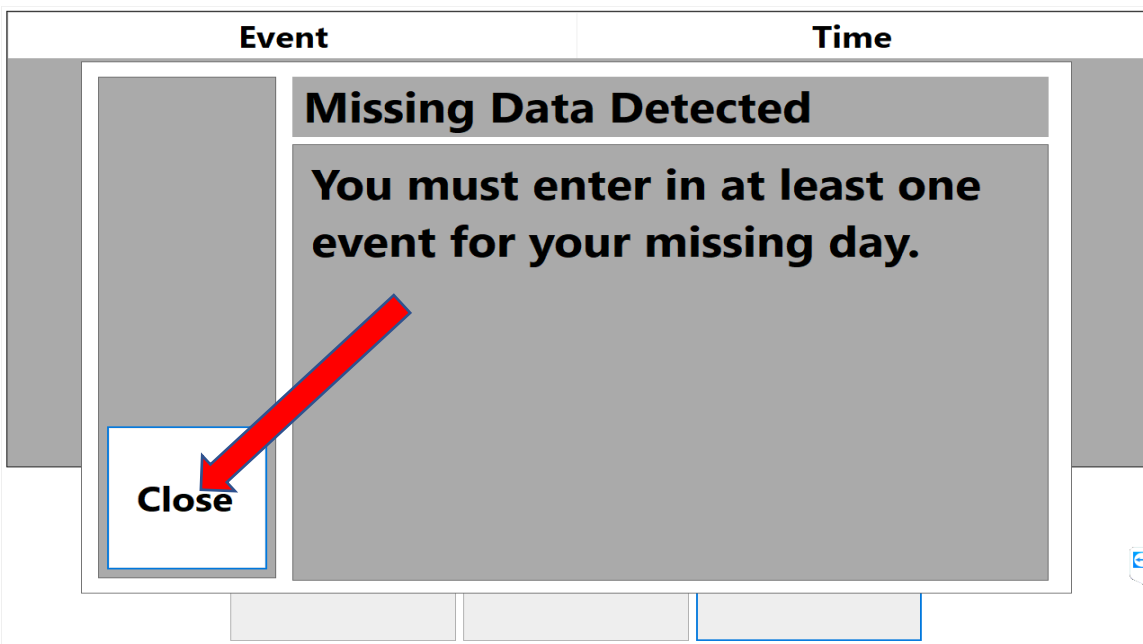 Event Time
Missing Data Detected
You must enter in at least one
event for your missing day.
Close